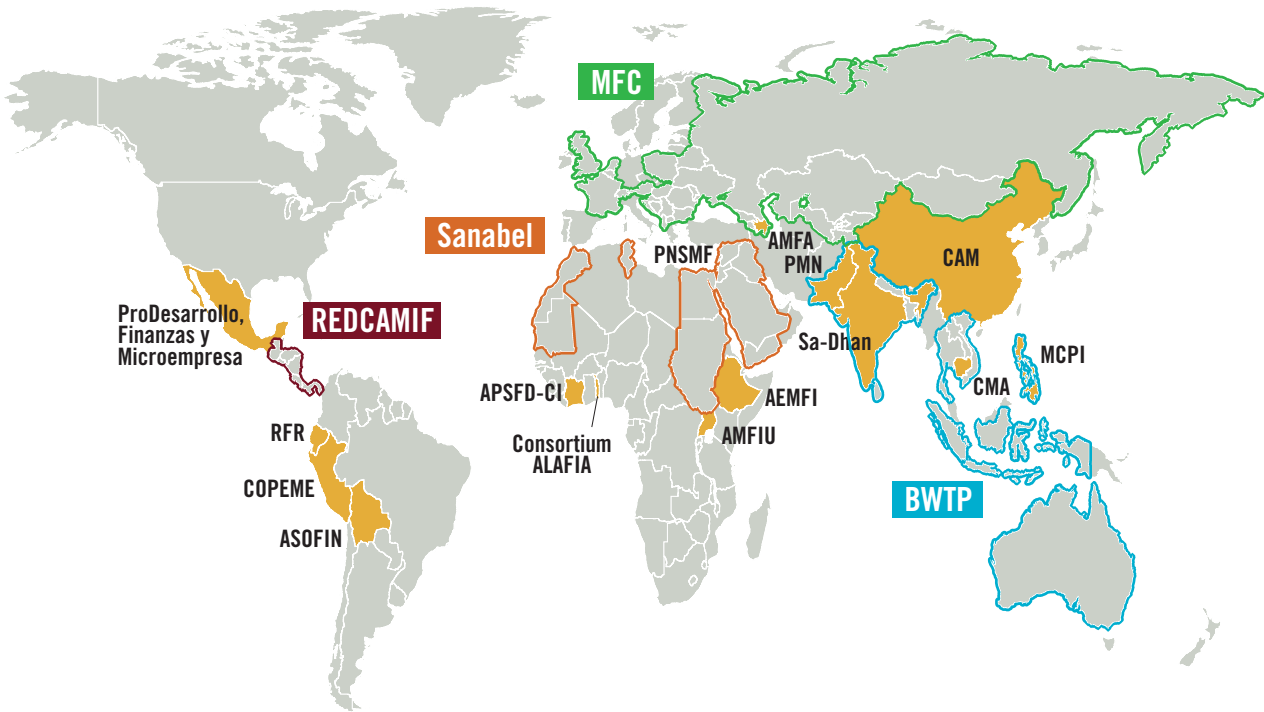 MFC
Sanabel
PNSMF
AMFA
PMN
CAM
ProDesarrollo,
Finanzas y
Microempresa
REDCAMIF
Sa-Dhan
MCPI
CMA
APSFD-CI
AEMFI
Consortium
ALAFIA
AMFIU
RFR
COPEME
ASOFIN
BWTP